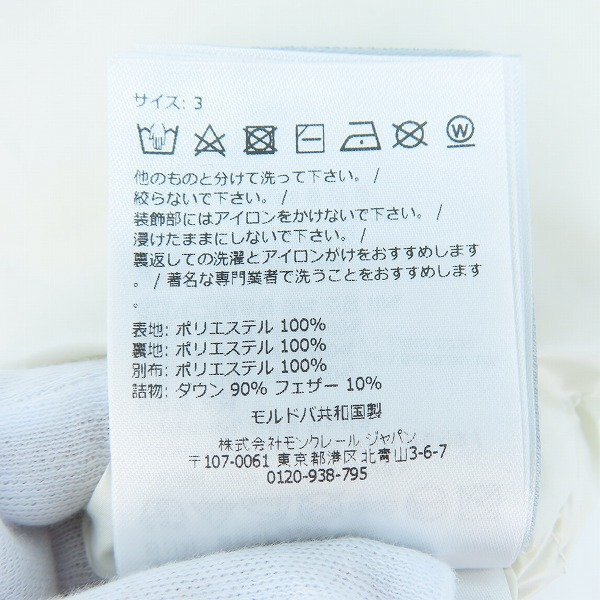 サイズ: 3
W
他のものと分けて洗って下さい。 /
絞らないで下さい。 /
装飾部にはアイロンをかけないで下さい。 /
浸けたままにしないで下さい。 /
裏返しての洗濯とアイロンがけをおすすめします
。 / 著名な専門業者で洗うことをおすすめします
。
表地: ポリエステル 100%
裏地: ポリエステル 100%
別布: ポリエステル 100%
詰物: ダウン 90% フェザー 10%
モルドバ共和国製
株式会社モンクレール ジャパン
〒107-0061 東京都港区北青山3-6-7
0120-938-795